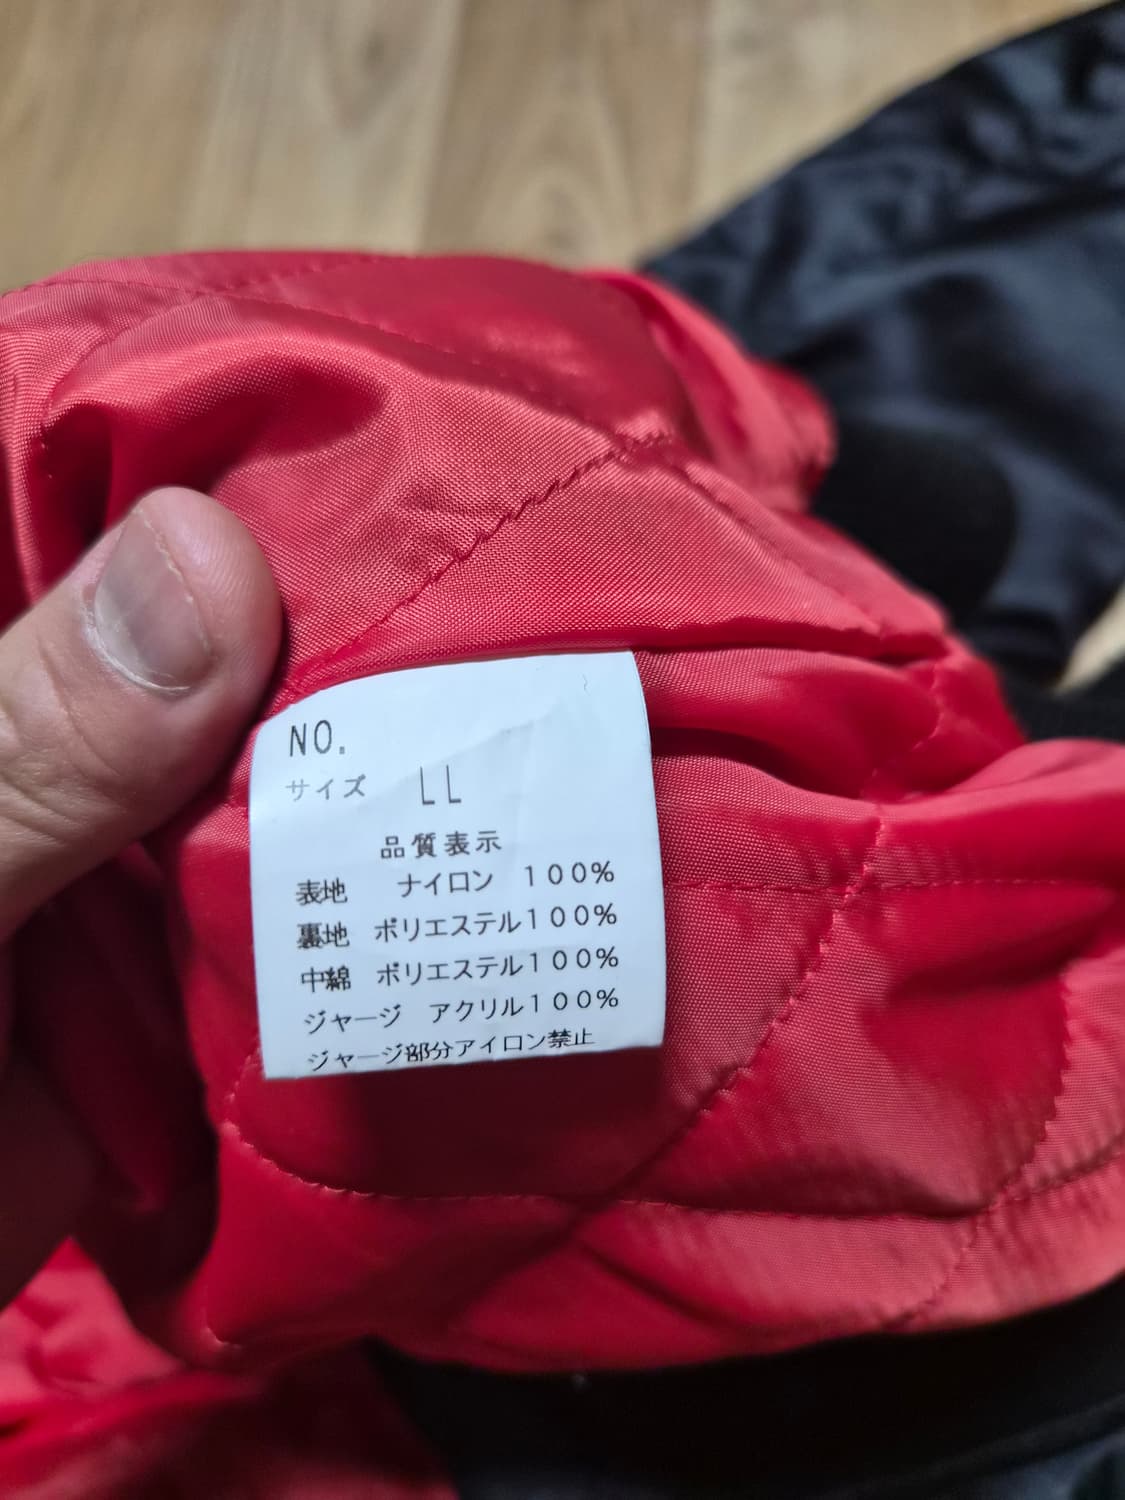 NO.
サイズ LL
品質表示
表地 ナイロン 100%
裏地 ポリエステル100%
中綿 ポリエステル100%
ジャージ アクリル100%
ジャージ部分アイロン禁止